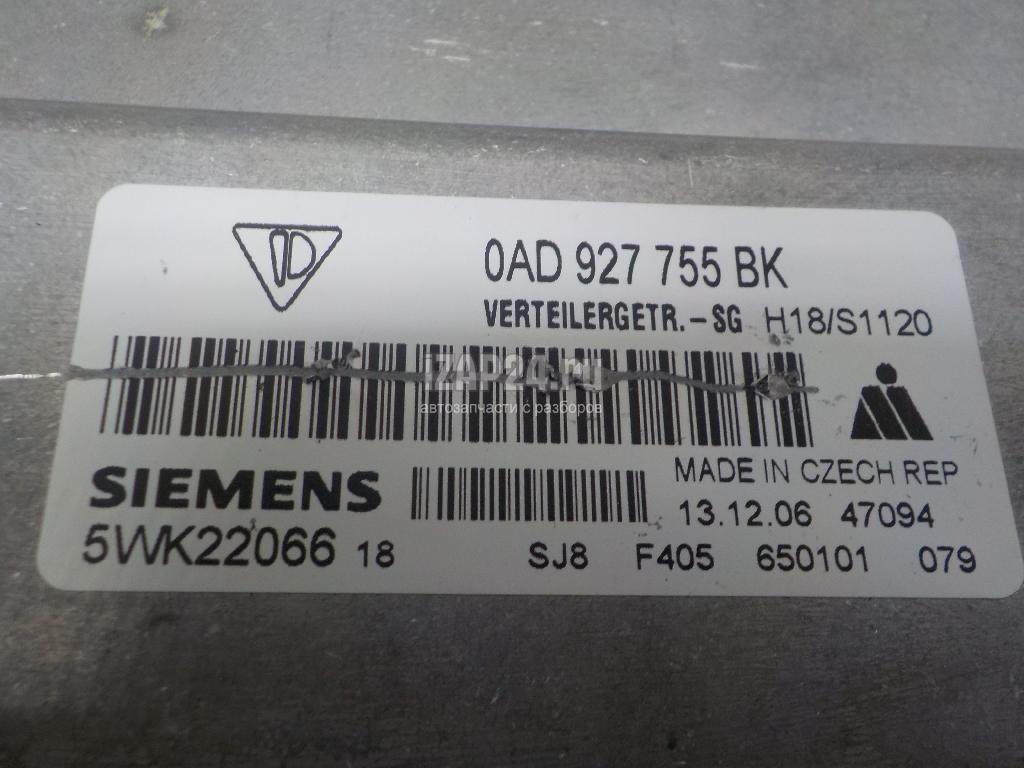 0AD 927 755 BK
VERTEILERGETR.-SG H18/S1120
iZAP24.ru
автозапчасти с разборов
SIEMENS
MADE IN CZECH REP
13.12.06 47094
5WK22066 18 SJ8 F405 650101 079